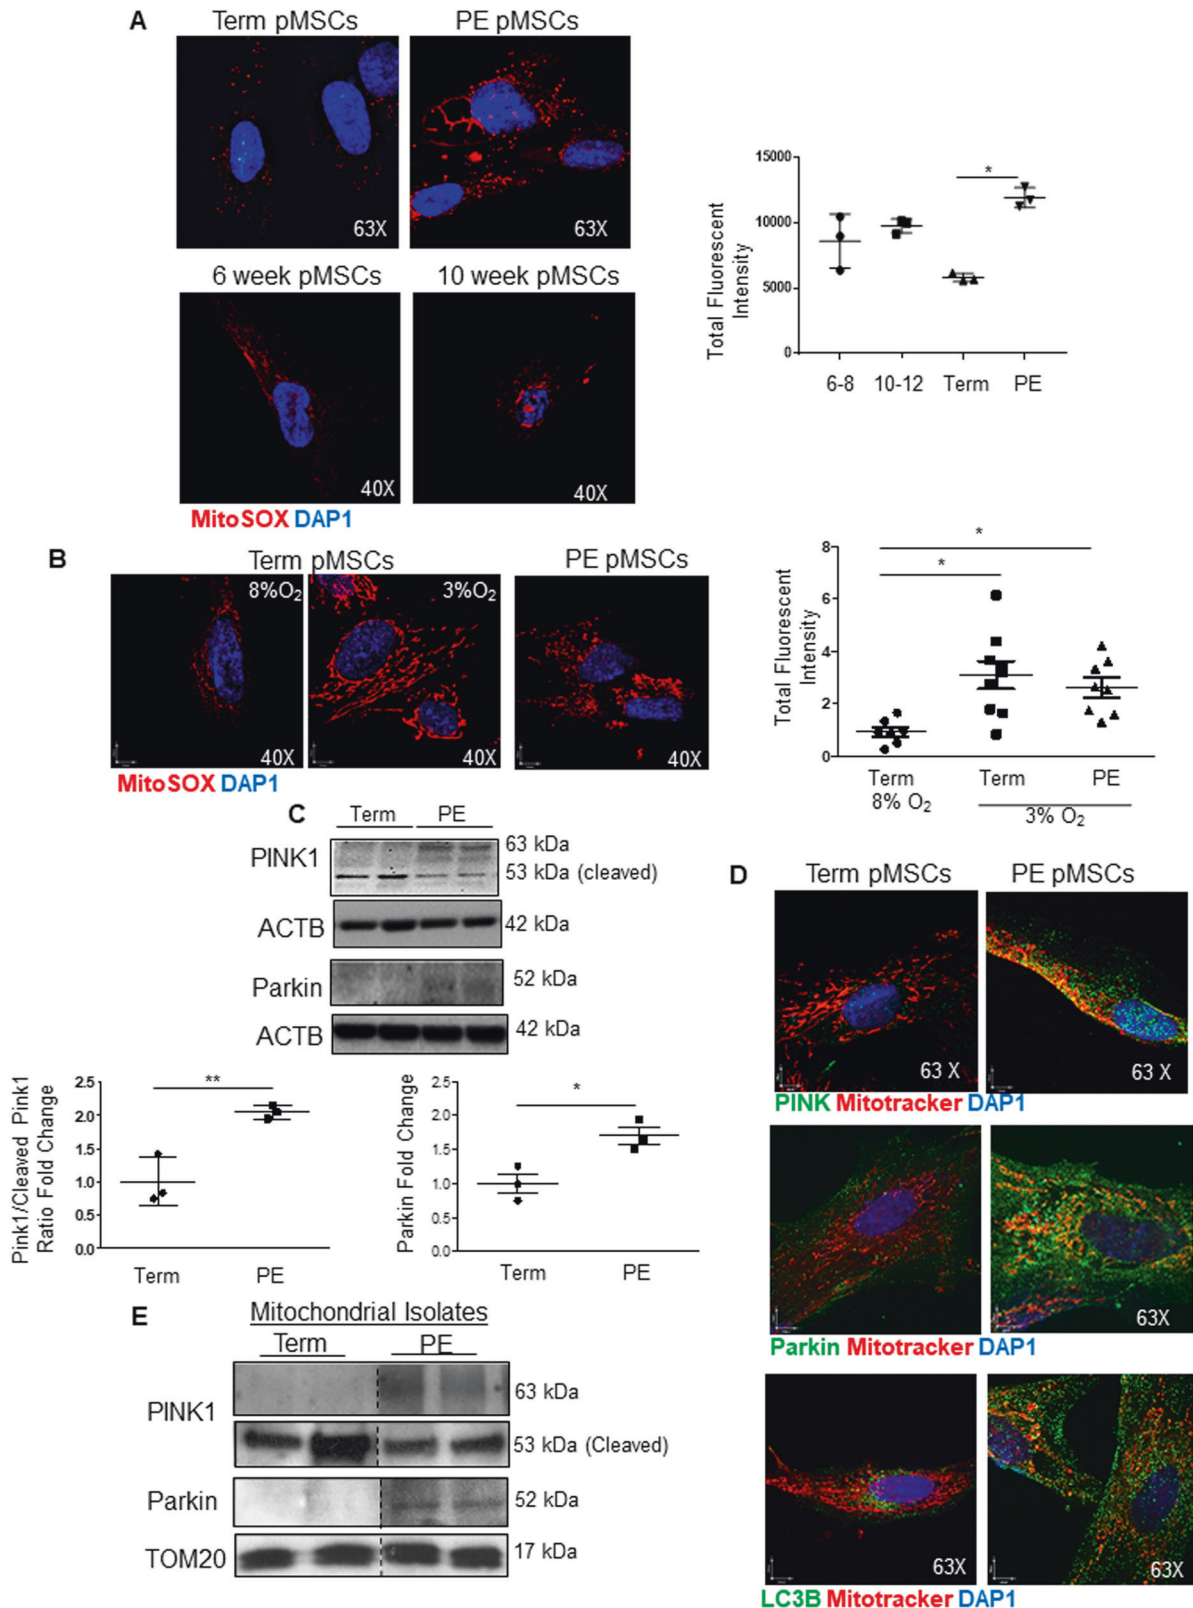 A
Term pMSCs
PE pMSCs
63X
63X
6 week pMSCs
10 week pMSCs
40X
40X
MitoSOX DAP1
Total Fluorescent
Intensity
15000
10000
5000
0
*
6-8
10-12
Term
PE
B
Term pMSCs
PE pMSCs
8%O₂
3%O₂
40X
40X
40X
MitoSOX DAP1
Total Fluorescent
Intensity
8
6
4
2
0
*
*
Term
8% O₂
Term
PE
3% O₂
C
Term
PE
PINK1
63 kDa
53 kDa (cleaved)
ACTB
42 kDa
Parkin
52 kDa
ACTB
42 kDa
Pink1/Cleaved Pink1
Ratio Fold Change
2.5
2.0
1.5
1.0
0.5
0.0
**
Term
PE
Parkin Fold Change
2.5
2.0
1.5
1.0
0.5
0.0
*
Term
PE
D
Term pMSCs
PE pMSCs
63 X
63 X
PINK Mitotracker DAP1
63X
Parkin Mitotracker DAP1
63X
63X
LC3B Mitotracker DAP1
E
Mitochondrial Isolates
Term
PE
PINK1
63 kDa
53 kDa (Cleaved)
Parkin
52 kDa
TOM20
17 kDa